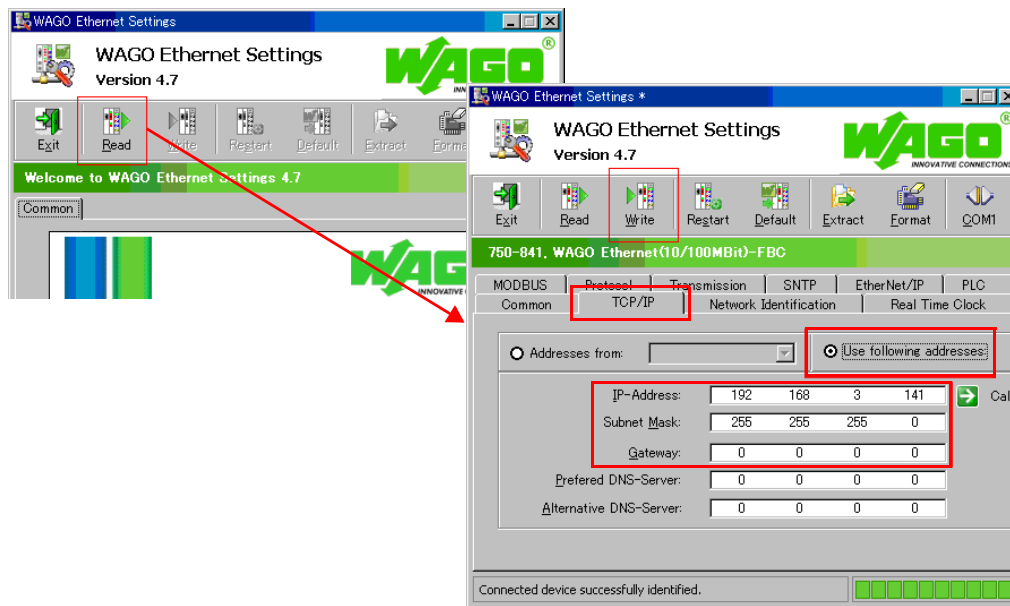 WAGO Ethernet Settings
WAGO Ethernet Settings
Version 4.7
WAGO®
Exit Read Write Restart Default Extract
Welcome to WAGO Ethernet Settings 4.7
Common
WAGO Ethernet Settings *
WAGO Ethernet Settings
Version 4.7
WAGO®
INNOVATIVE CONNECTIONS
Exit Read Write Restart Default Extract Format COM1
750-841, WAGO Ethernet(10/100MBit)-FBC
MODBUS Protocol Transmission SNTP EtherNet/IP PLC
Common TCP/IP Network Identification Real Time Clock
Addresses from: Use following addresses:
IP-Address: 192 168 3 141
Subnet Mask: 255 255 255 0
Gateway: 0 0 0 0
Prefered DNS-Server: 0 0 0 0
Alternative DNS-Server: 0 0 0 0
Connected device successfully identified.